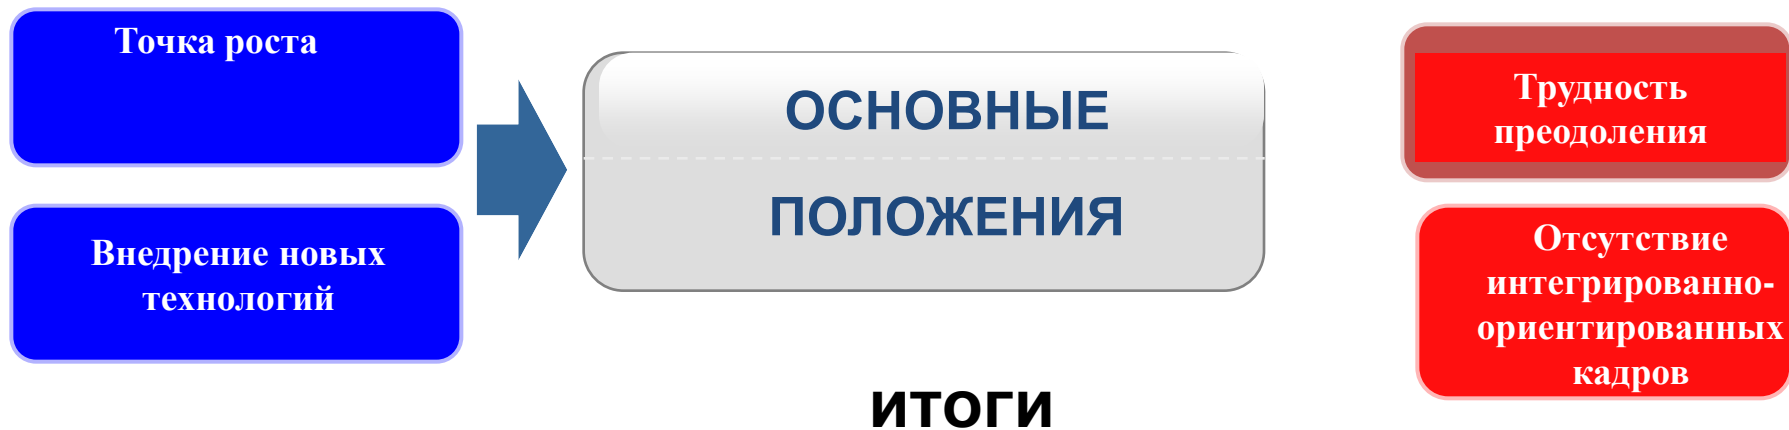 Точка роста
Внедрение новых
технологий
ОСНОВНЫЕ
ПОЛОЖЕНИЯ
Трудность
преодоления
Отсутствие
интегрированно-
ориентированных
кадров
ИТОГИ